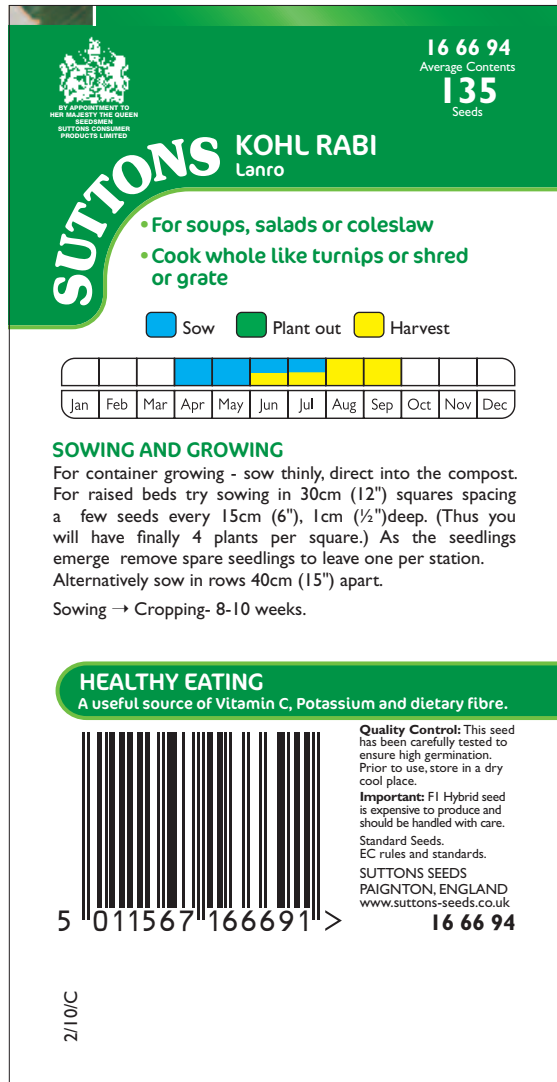 16 66 94
Average Contents
135
Seeds
BY APPOINTMENT TO
HER MAJESTY THE QUEEN
SEEDSMEN
SUTTONS CONSUMER
PRODUCTS LIMITED
SUTTONS
KOHL RABI
Lanro
• For soups, salads or coleslaw
• Cook whole like turnips or shred
or grate
Sow Plant out Harvest
Jan Feb Mar Apr May Jun Jul Aug Sep Oct Nov Dec
SOWING AND GROWING
For container growing - sow thinly, direct into the compost.
For raised beds try sowing in 30cm (12") squares spacing
a few seeds every 15cm (6"), 1cm (½")deep. (Thus you
will have finally 4 plants per square.) As the seedlings
emerge remove spare seedlings to leave one per station.
Alternatively sow in rows 40cm (15") apart.
Sowing → Cropping- 8-10 weeks.
HEALTHY EATING
A useful source of Vitamin C, Potassium and dietary fibre.
Quality Control: This seed
has been carefully tested to
ensure high germination.
Prior to use, store in a dry
cool place.
Important: F1 Hybrid seed
is expensive to produce and
should be handled with care.
Standard Seeds.
EC rules and standards.
SUTTONS SEEDS
PAIGNTON, ENGLAND
www.suttons-seeds.co.uk
16 66 94
5 011567 166691 >
2/10/C